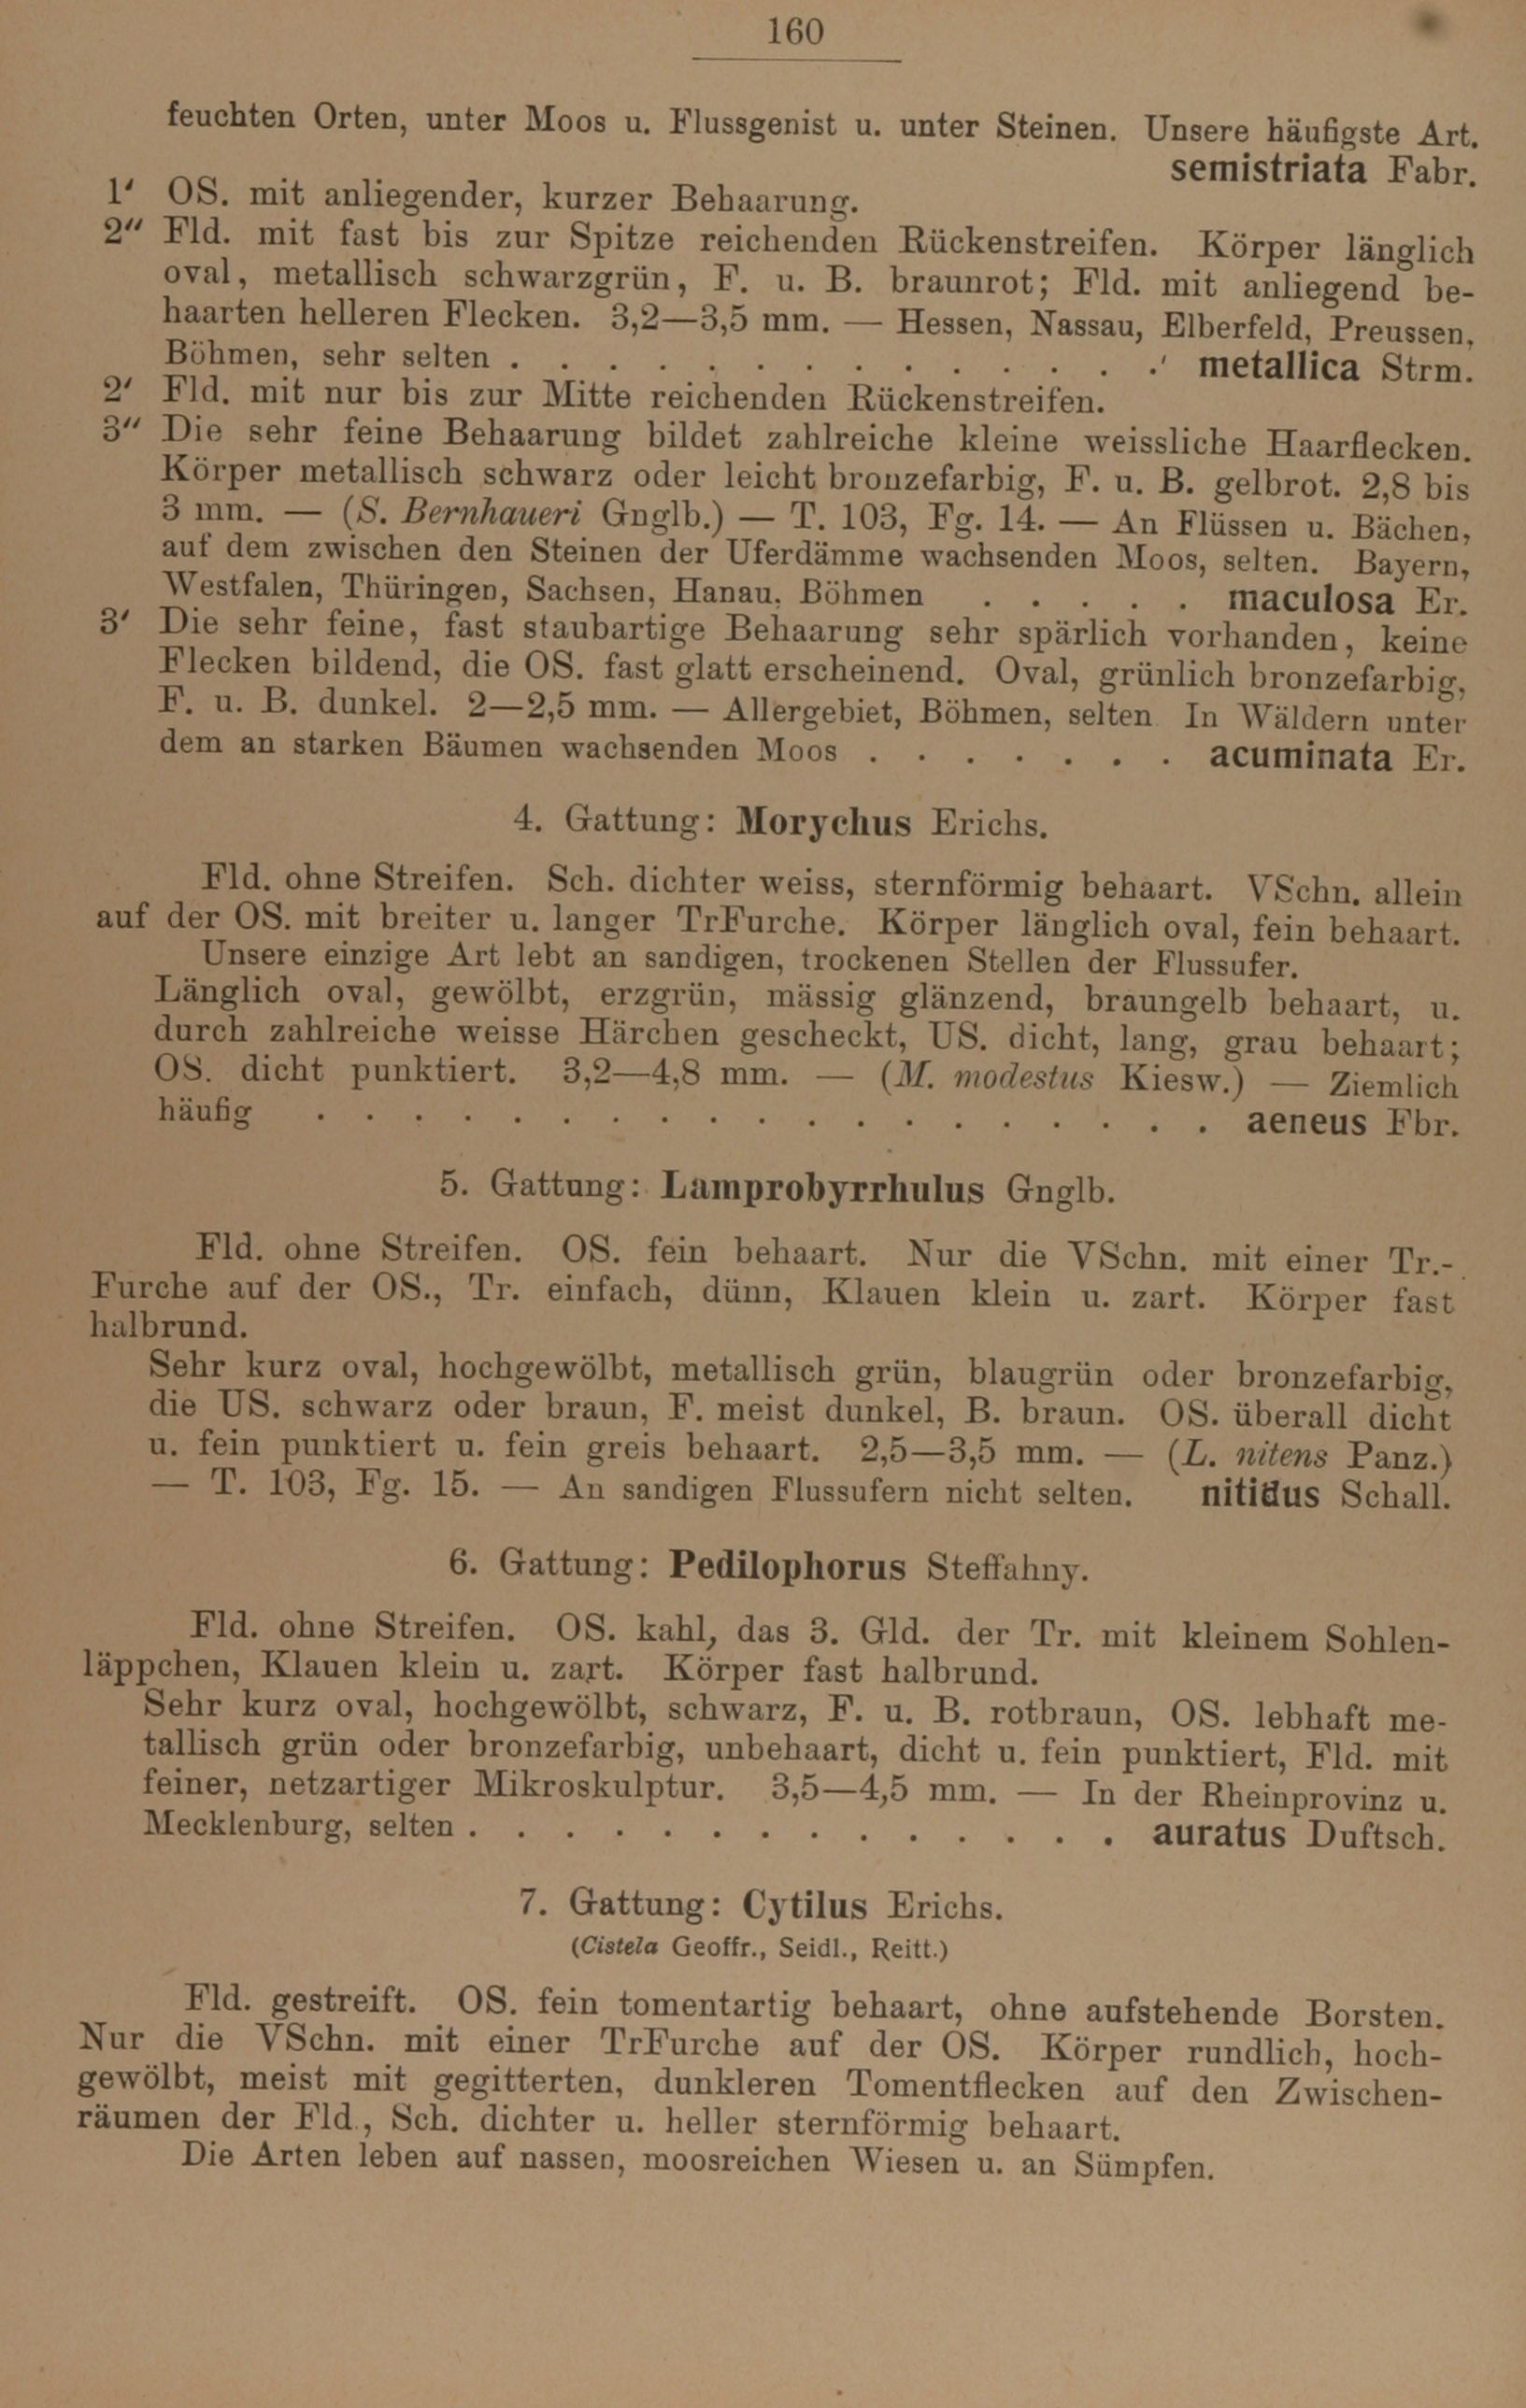 160
feuchten Orten, unter Moos u. Flussgenist u. unter Steinen. Unsere häufigste Art.
semistriata Fabr.
1' OS. mit anliegender, kurzer Behaarung.
2'' Fld. mit fast bis zur Spitze reichenden Rückenstreifen. Körper länglich
oval, metallisch schwarzgrün, F. u. B. braunrot; Fld. mit anliegend be-
haarten helleren Flecken. 3,2—3,5 mm. — Hessen, Nassau, Elberfeld, Preussen,
Böhmen, sehr selten . . . . . . . . . . . . . . metallica Strm.
2' Fld. mit nur bis zur Mitte reichenden Rückenstreifen.
3'' Die sehr feine Behaarung bildet zahlreiche kleine weissliche Haarflecken.
Körper metallisch schwarz oder leicht bronzefarbig, F. u. B. gelbrot. 2,8 bis
3 mm. — (S. Bernhaueri Gnglb.) — T. 103, Fg. 14. — An Flüssen u. Bächen,
auf dem zwischen den Steinen der Uferdämme wachsenden Moos, selten. Bayern,
Westfalen, Thüringen, Sachsen, Hanau, Böhmen . . . . . maculosa Er.
3' Die sehr feine, fast staubartige Behaarung sehr spärlich vorhanden, keine
Flecken bildend, die OS. fast glatt erscheinend. Oval, grünlich bronzefarbig,
F. u. B. dunkel. 2—2,5 mm. — Allergebiet, Böhmen, selten In Wäldern unter
dem an starken Bäumen wachsenden Moos . . . . . . . acuminata Er.
4. Gattung: Morychus Erichs.
Fld. ohne Streifen. Sch. dichter weiss, sternförmig behaart. VSchn. allein
auf der OS. mit breiter u. langer TrFurche. Körper länglich oval, fein behaart.
Unsere einzige Art lebt an sandigen, trockenen Stellen der Flussufer.
Länglich oval, gewölbt, erzgrün, mässig glänzend, braungelb behaart, u.
durch zahlreiche weisse Härchen gescheckt, US. dicht, lang, grau behaart;
OS. dicht punktiert. 3,2—4,8 mm. — (M. modestus Kiesw.) — Ziemlich
häufig . . . . . . . . . . . . . . . . . . . aeneus Fbr.
5. Gattung: Lamprobyrrhulus Gnglb.
Fld. ohne Streifen. OS. fein behaart. Nur die VSchn. mit einer Tr.-
Furche auf der OS., Tr. einfach, dünn, Klauen klein u. zart. Körper fast
halbrund.
Sehr kurz oval, hochgewölbt, metallisch grün, blaugrün oder bronzefarbig,
die US. schwarz oder braun, F. meist dunkel, B. braun. OS. überall dicht
u. fein punktiert u. fein greis behaart. 2,5—3,5 mm. — (L. nitens Panz.)
— T. 103, Fg. 15. — An sandigen Flussufern nicht selten. nitidus Schall.
6. Gattung: Pedilophorus Steffahny.
Fld. ohne Streifen. OS. kahl, das 3. Gld. der Tr. mit kleinem Sohlen-
läppchen, Klauen klein u. zart. Körper fast halbrund.
Sehr kurz oval, hochgewölbt, schwarz, F. u. B. rotbraun, OS. lebhaft me-
tallisch grün oder bronzefarbig, unbehaart, dicht u. fein punktiert, Fld. mit
feiner, netzartiger Mikroskulptur. 3,5—4,5 mm. — In der Rheinprovinz u.
Mecklenburg, selten . . . . . . . . . . . . . . auratus Duftsch.
7. Gattung: Cytilus Erichs.
(Cistela Geoffr., Seidl., Reitt.)
Fld. gestreift. OS. fein tomentartig behaart, ohne aufstehende Borsten.
Nur die VSchn. mit einer TrFurche auf der OS. Körper rundlich, hoch-
gewölbt, meist mit gegitterten, dunkleren Tomentflecken auf den Zwischen-
räumen der Fld., Sch. dichter u. heller sternförmig behaart.
Die Arten leben auf nassen, moosreichen Wiesen u. an Sümpfen.